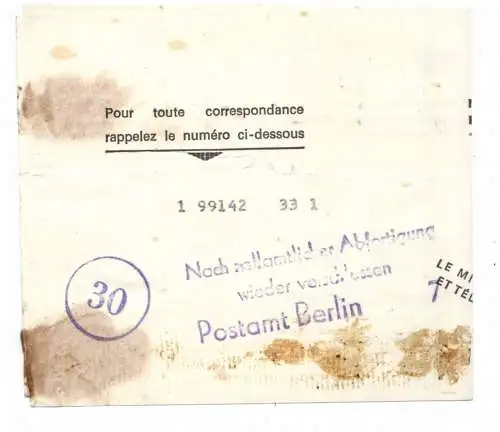 Pour toute correspondance
rappelez le numéro ci-dessous
1 99142 33 1
Nach zollamtlicher Abfertigung
wieder verschlossen
Postamt Berlin
30
LE MI
ET TÉL